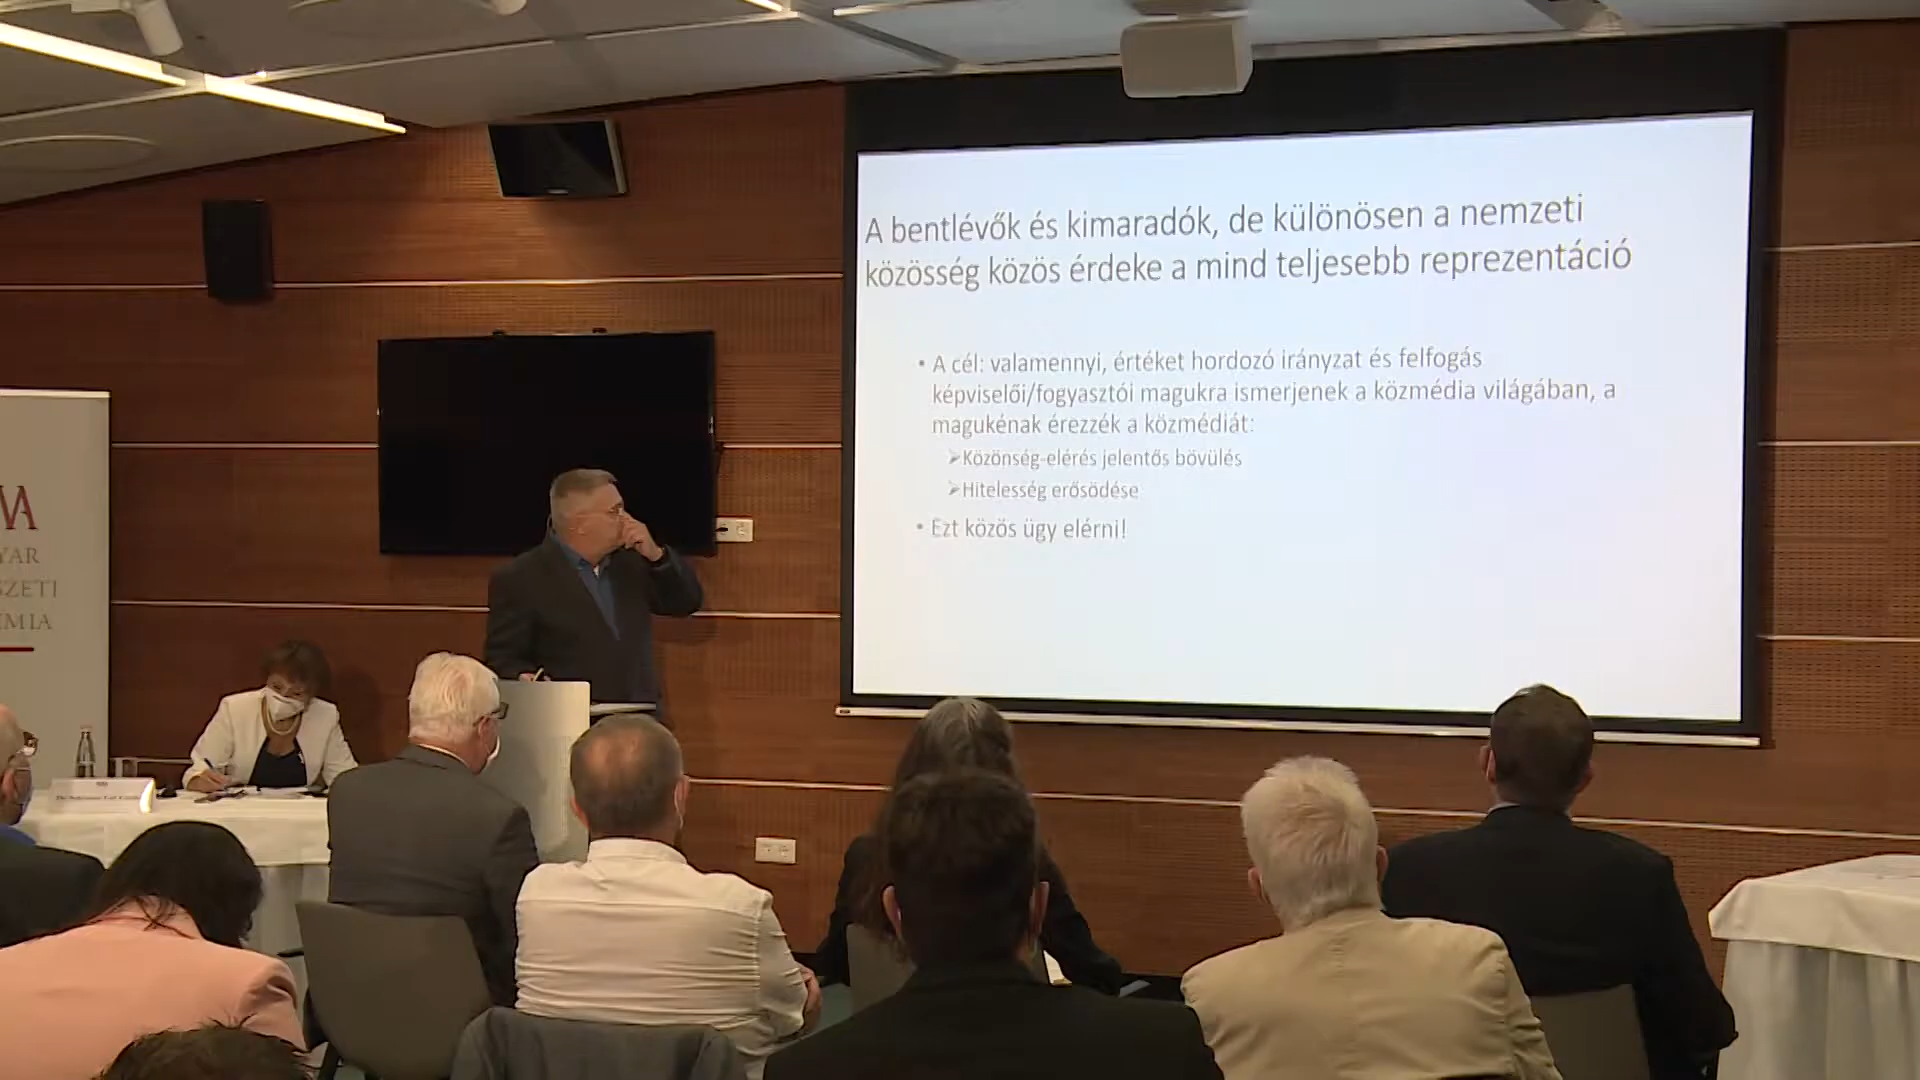 A bentlévők és kimaradók, de különösen a nemzeti
közösség közös érdeke a mind teljesebb reprezentáció
• A cél: valamennyi, értéket hordozó irányzat és felfogás
képviselői/fogyasztói magukra ismerjenek a közmédia világában, a
magukénak érezzék a közmédiát:
➢Közönség-elérés jelentős bövülés
➢Hitelesség erősödése
• Ezt közös ügy elérni!
MA
YAR
SZETI
MIA